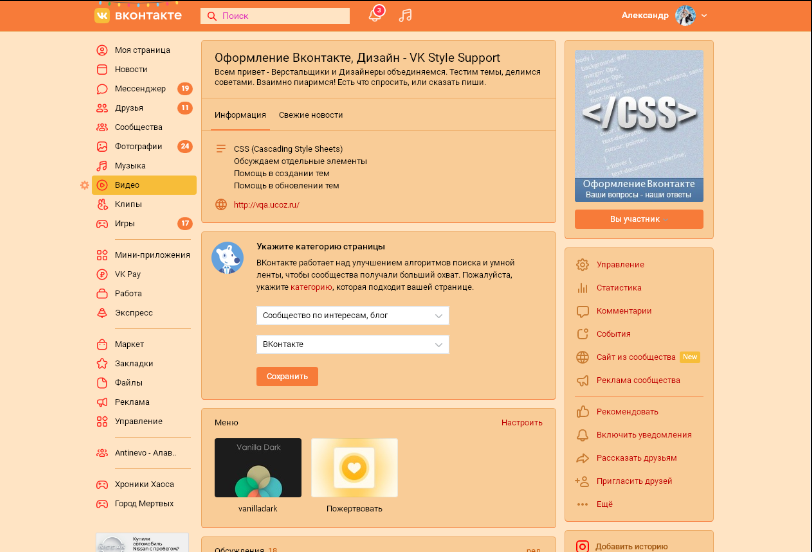 вконтакте
Поиск
3
Александр
Моя страница
Новости
Мессенджер 19
Друзья 11
Сообщества
Фотографии 24
Музыка
Видео
Клипы
Игры 17
Мини-приложения
VK Pay
Работа
Экспресс
Маркет
Закладки
Файлы
Реклама
Управление
Antinevo - Алав..
Хроники Хаоса
Город Мертвых
Купили
автомобиль
Nissan с пробегом?
Оформление Вконтакте, Дизайн - VK Style Support
Всем привет - Верстальщики и Дизайнеры объединяемся. Тестим темы, делимся
советами. Взаимно пиаримся! Есть что спросить, или сказать пиши.
Информация Свежие новости
CSS (Cascading Style Sheets)
Обсуждаем отдельные элементы
Помощь в создании тем
Помощь в обновлении тем
http://vqa.ucoz.ru/
Укажите категорию страницы
ВКонтакте работает над улучшением алгоритмов поиска и умной
ленты, чтобы сообщества получали больший охват. Пожалуйста,
укажите категорию, которая подходит вашей странице.
Сообщество по интересам, блог
ВКонтакте
Сохранить
Меню Настроить
Vanilla Dark
vanilladark Пожертвовать
Обсуждения 18 ред.
</CSS>
Оформление Вконтакте
Ваши вопросы - наши ответы
Вы участник
Управление
Статистика
Комментарии
События
Сайт из сообщества New
Реклама сообщества
Рекомендовать
Включить уведомления
Рассказать друзьям
Пригласить друзей
Ещё
Добавить историю